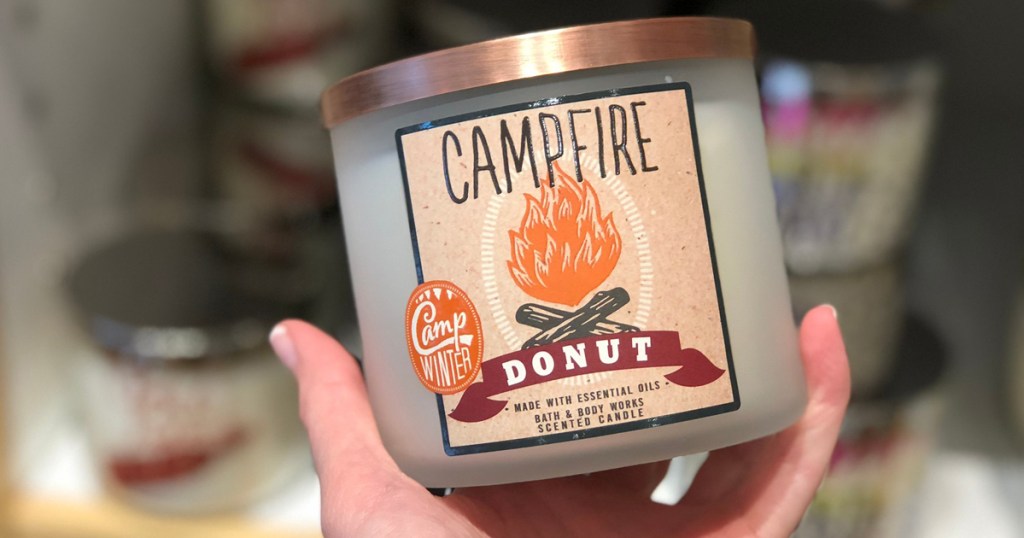 CAMPFIRE
Camp
WINTER
DONUT
- MADE WITH ESSENTIAL OILS -
BATH & BODY WORKS
SCENTED CANDLE